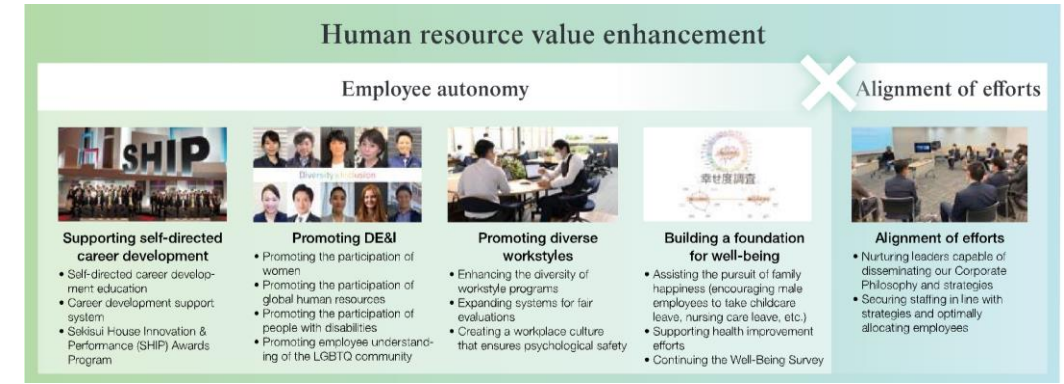 Human resource value enhancement
Employee autonomy
Alignment of efforts
SHIP
Supporting self-directed
career development
• Self-directed career develop-
ment education
• Career development support
system
• Sekisui House Innovation &
Performance (SHIP) Awards
Program
Diversity Inclusion
Promoting DE&I
• Promoting the participation of
women
• Promoting the participation of
global human resources
• Promoting the participation of
people with disabilities
• Promoting employee understand-
ing of the LGBTQ community
Promoting diverse
workstyles
• Enhancing the diversity of
workstyle programs
• Expanding systems for fair
evaluations
• Creating a workplace culture
that ensures psychological safety
幸せ度調査
Building a foundation
for well-being
• Assisting the pursuit of family
happiness (encouraging male
employees to take childcare
leave, nursing care leave, etc.)
• Supporting health improvement
efforts
• Continuing the Well-Being Survey
Alignment of efforts
• Nurturing leaders capable of
disseminating our Corporate
Philosophy and strategies
• Securing staffing in line with
strategies and optimally
allocating employees